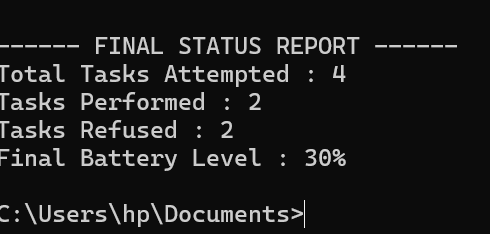 ------ FINAL STATUS REPORT ------
Total Tasks Attempted : 4
Tasks Performed : 2
Tasks Refused : 2
Final Battery Level : 30%
C:\Users\hp\Documents>